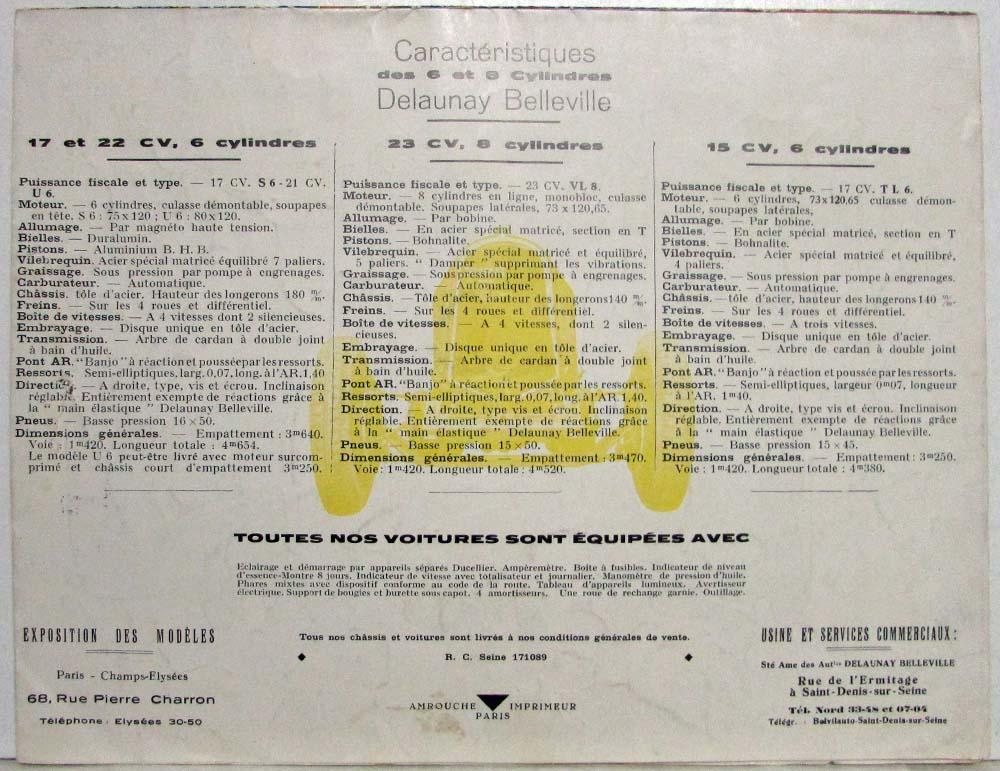 Caractéristiques
des 6 et 8 Cylindres
Delaunay Belleville
17 et 22 CV, 6 cylindres
Puissance fiscale et type. — 17 CV. S 6 - 21 CV.
U 6.
Moteur. — 6 cylindres, culasse démontable, soupapes
en tête. S 6 : 75 x 120 ; U 6 : 80 x 120.
Allumage. — Par magnéto haute tension.
Bielles. — Duralumin.
Pistons. — Aluminium B. H. B.
Vilebrequin. Acier spécial matricé équilibré 7 paliers.
Graissage. Sous pression par pompe à engrenages.
Carburateur. — Automatique.
Châssis. tôle d'acier. Hauteur des longerons 180 m/m.
Freins. — Sur les 4 roues et différentiel.
Boîte de vitesses. — A 4 vitesses dont 2 silencieuses.
Embrayage. — Disque unique en tôle d'acier.
Transmission. — Arbre de cardan à double joint
à bain d'huile.
Pont AR. "Banjo" à réaction et poussée par les ressorts.
Ressorts. Semi-elliptiques, larg. 0,07, long. à l'AR. 1,40
Direction. — A droite, type, vis et écrou. Inclinaison
réglable. Entièrement exempte de réactions grâce à
la " main élastique " Delaunay Belleville.
Pneus. — Basse pression 16 x 50.
Dimensions générales. — Empattement : 3m640.
Voie : 1m420. Longueur totale : 4m654.
Le modèle U 6 peut-être livré avec moteur surcom-
primé et châssis court d'empattement 3m250.
23 CV, 8 cylindres
Puissance fiscale et type. — 23 CV. VL 8.
Moteur. — 8 cylindres en ligne, monobloc, culasse
démontable. Soupapes latérales, 73 x 120,65.
Allumage. — Par bobine.
Bielles. — En acier spécial matricé, section en T
Pistons. — Bohnalite.
Vilebrequin. — Acier spécial matricé et équilibré,
5 paliers. " Damper " supprimant les vibrations.
Graissage. — Sous pression par pompe à engrenages.
Carburateur. — Automatique.
Châssis. — Tôle d'acier, hauteur des longerons 140 m/m.
Freins. — Sur les 4 roues et différentiel.
Boîte de vitesses. — A 4 vitesses, dont 2 silen-
cieuses.
Embrayage. — Disque unique en tôle d'acier.
Transmission. — Arbre de cardan à double joint
à bain d'huile.
Pont AR. "Banjo" à réaction et poussée par les ressorts.
Ressorts. Semi-elliptiques, larg. 0,07, long. à l'AR. 1,40.
Direction. — A droite, type vis et écrou. Inclinaison
réglable. Entièrement exempte de réactions grâce
à la " main élastique " Delaunay Belleville.
Pneus. — Basse pression 15 x 50.
Dimensions générales. — Empattement : 3m470.
Voie : 1m420. Longueur totale : 4m520.
15 CV, 6 cylindres
Puissance fiscale et type. — 17 CV. T L 6.
Moteur. — 6 cylindres, 73x120,65 culasse démon-
table, soupapes latérales,
Allumage. — Par bobine.
Bielles. — En acier spécial matricé, section en T
Pistons. — Bohnalite.
Vilebrequin. — Acier spécial matricé et équilibré,
4 paliers.
Graissage. — Sous pression par pompe à engrenages.
Carburateur. — Automatique.
Châssis. — tôle d'acier, hauteur des longerons 140 m/m.
Freins. — Sur les 4 roues et différentiel.
Boîte de vitesses. — A trois vitesses.
Embrayage. — Disque unique en tôle d'acier.
Transmission. — Arbre de cardan à double joint
à bain d'huile.
Pont AR. "Banjo" à réaction et poussée par les ressorts.
Ressorts. — Semi-elliptiques, largeur 0m07, longueur
à l'AR. 1m40.
Direction. — A droite, type vis et écrou. Inclinaison
réglable. Entièrement exempte de réactions grâce
à la " main élastique " Delaunay Belleville.
Pneus. — Basse pression 15 x 45.
Dimensions générales. — Empattement : 3m250.
Voie : 1m420. Longueur totale : 4m380.
TOUTES NOS VOITURES SONT ÉQUIPÉES AVEC
Eclairage et démarrage par appareils séparés Ducellier. Ampèremètre. Boîte à fusibles. Indicateur de niveau
d'essence-Montre 8 jours. Indicateur de vitesse avec totalisateur et journalier. Manomètre de pression d'huile.
Phares mixtes avec dispositif conforme au code de la route. Tableau d'appareils lumineux. Avertisseur
électrique. Support de bougies et burette sous capot. 4 amortisseurs. Une roue de rechange garnie. Outillage.
EXPOSITION DES MODÈLES
Paris - Champs-Elysées
68, Rue Pierre Charron
Téléphone : Elysées 30-50
Tous nos châssis et voitures sont livrés à nos conditions générales de vente.
R. C. Seine 171089
AMROUCHE IMPRIMEUR
PARIS
USINE ET SERVICES COMMERCIAUX :
Sté Ame des Autles DELAUNAY BELLEVILLE
Rue de l'Ermitage
à Saint-Denis-sur-Seine
Tél. Nord 33-48 et 07-04
Télégr. : Belvilauto-Saint-Denis-sur-Seine